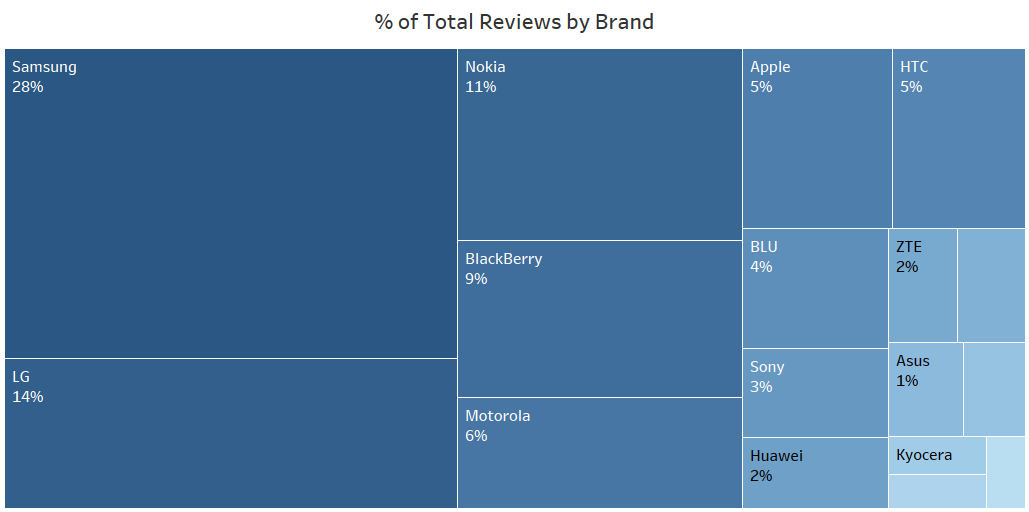 % of Total Reviews by Brand
Samsung
28%
LG
14%
Nokia
11%
BlackBerry
9%
Motorola
6%
Apple
5%
HTC
5%
BLU
4%
Sony
3%
Huawei
2%
ZTE
2%
Asus
1%
Kyocera